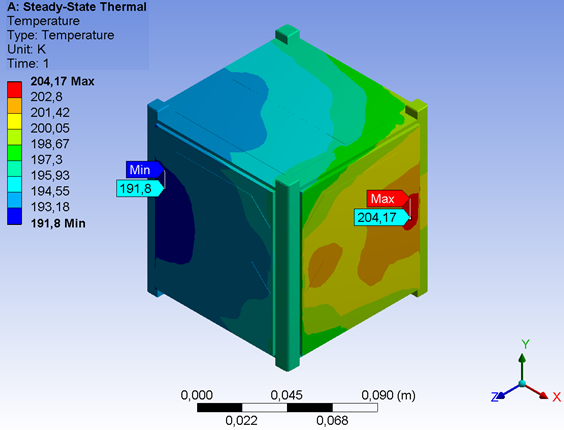 A: Steady-State Thermal
Temperature
Type: Temperature
Unit: K
Time: 1
204,17 Max
202,8
201,42
200,05
198,67
197,3
195,93
194,55
193,18
191,8 Min
Min
191,8
Max
204,17
0,000 0,045 0,090 (m)
0,022 0,068
Y
Z X